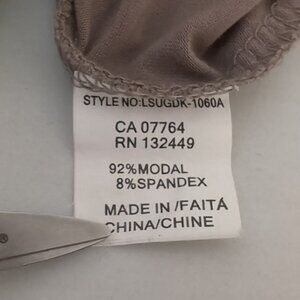 STYLE NO:LSUGDK-1060A
CA 07764
RN 132449
92%MODAL
8%SPANDEX
MADE IN /FAITÀ
CHINA/CHINE
®